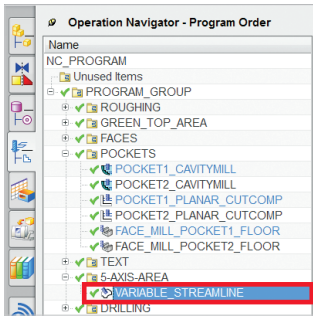 Operation Navigator - Program Order
Name
NC_PROGRAM
Unused Items
PROGRAM_GROUP
ROUGHING
GREEN_TOP_AREA
FACES
POCKETS
POCKET1_CAVITYMILL
POCKET2_CAVITYMILL
POCKET1_PLANAR_CUTCOMP
POCKET2_PLANAR_CUTCOMP
FACE_MILL_POCKET1_FLOOR
FACE_MILL_POCKET2_FLOOR
TEXT
5-AXIS-AREA
VARIABLE_STREAMLINE
DRILLING